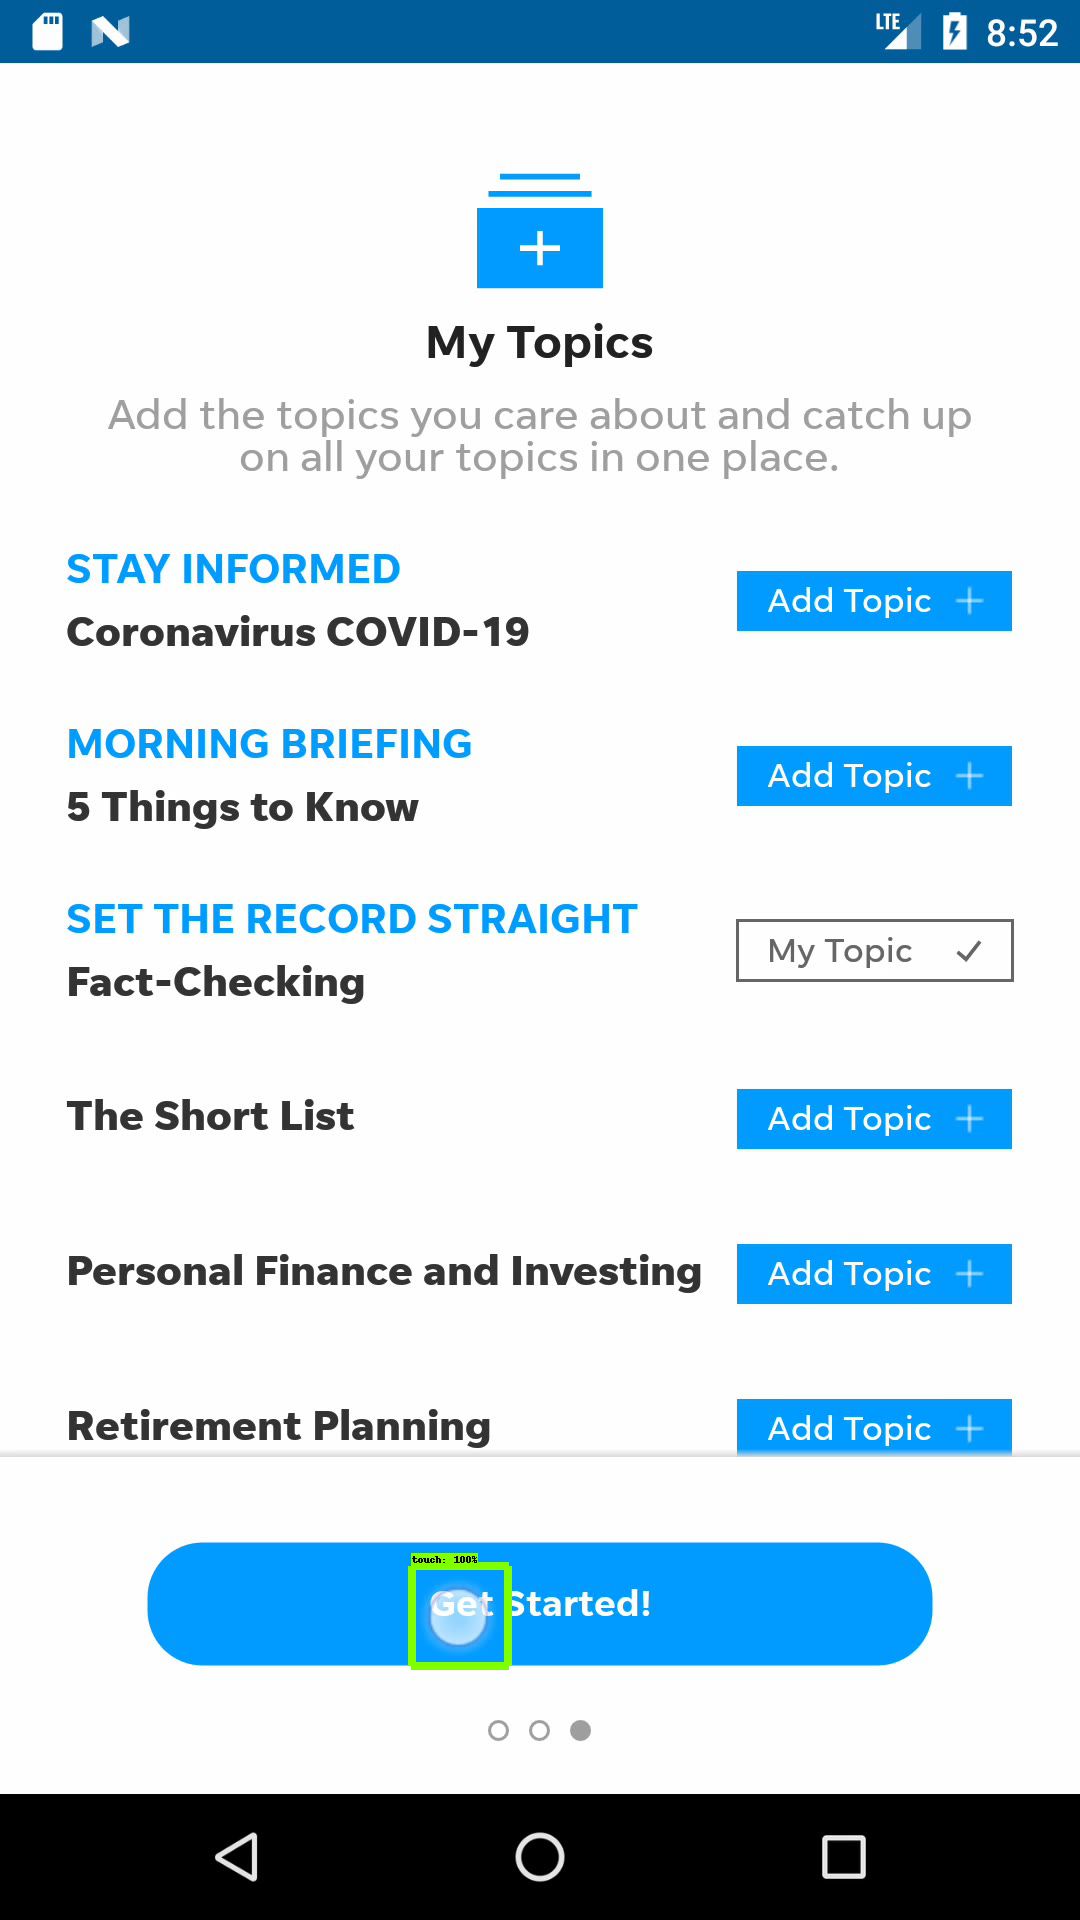 LTE 8:52
My Topics
Add the topics you care about and catch up
on all your topics in one place.
STAY INFORMED
Coronavirus COVID-19
Add Topic
MORNING BRIEFING
5 Things to Know
Add Topic
SET THE RECORD STRAIGHT
Fact-Checking
My Topic
The Short List
Add Topic
Personal Finance and Investing
Add Topic
Retirement Planning
Add Topic
touch: 100%
Get Started!